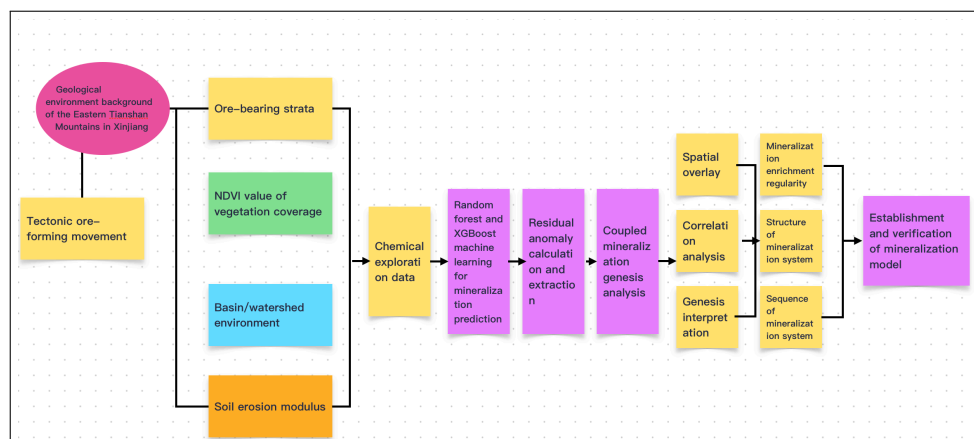 Geological
environment background
of the Eastern Tianshan
Mountains in Xinjiang
Tectonic ore-
forming movement
Ore-bearing strata
NDVI value of
vegetation coverage
Basin/watershed
environment
Soil erosion modulus
Chemical
explorati
on data
Random
forest and
XGBoost
machine
learning
for
mineraliza
tion
prediction
Residual
anomaly
calculation
and
extractio
n
Coupled
mineraliz
ation
genesis
analysis
Spatial
overlay
Correlati
on
analysis
Genesis
interpret
ation
Mineralizat
ion
enrichment
regularity
Structure
of
mineralizat
ion system
Sequence
of
mineralizat
ion system
Establishment
and verification
of mineralization
model